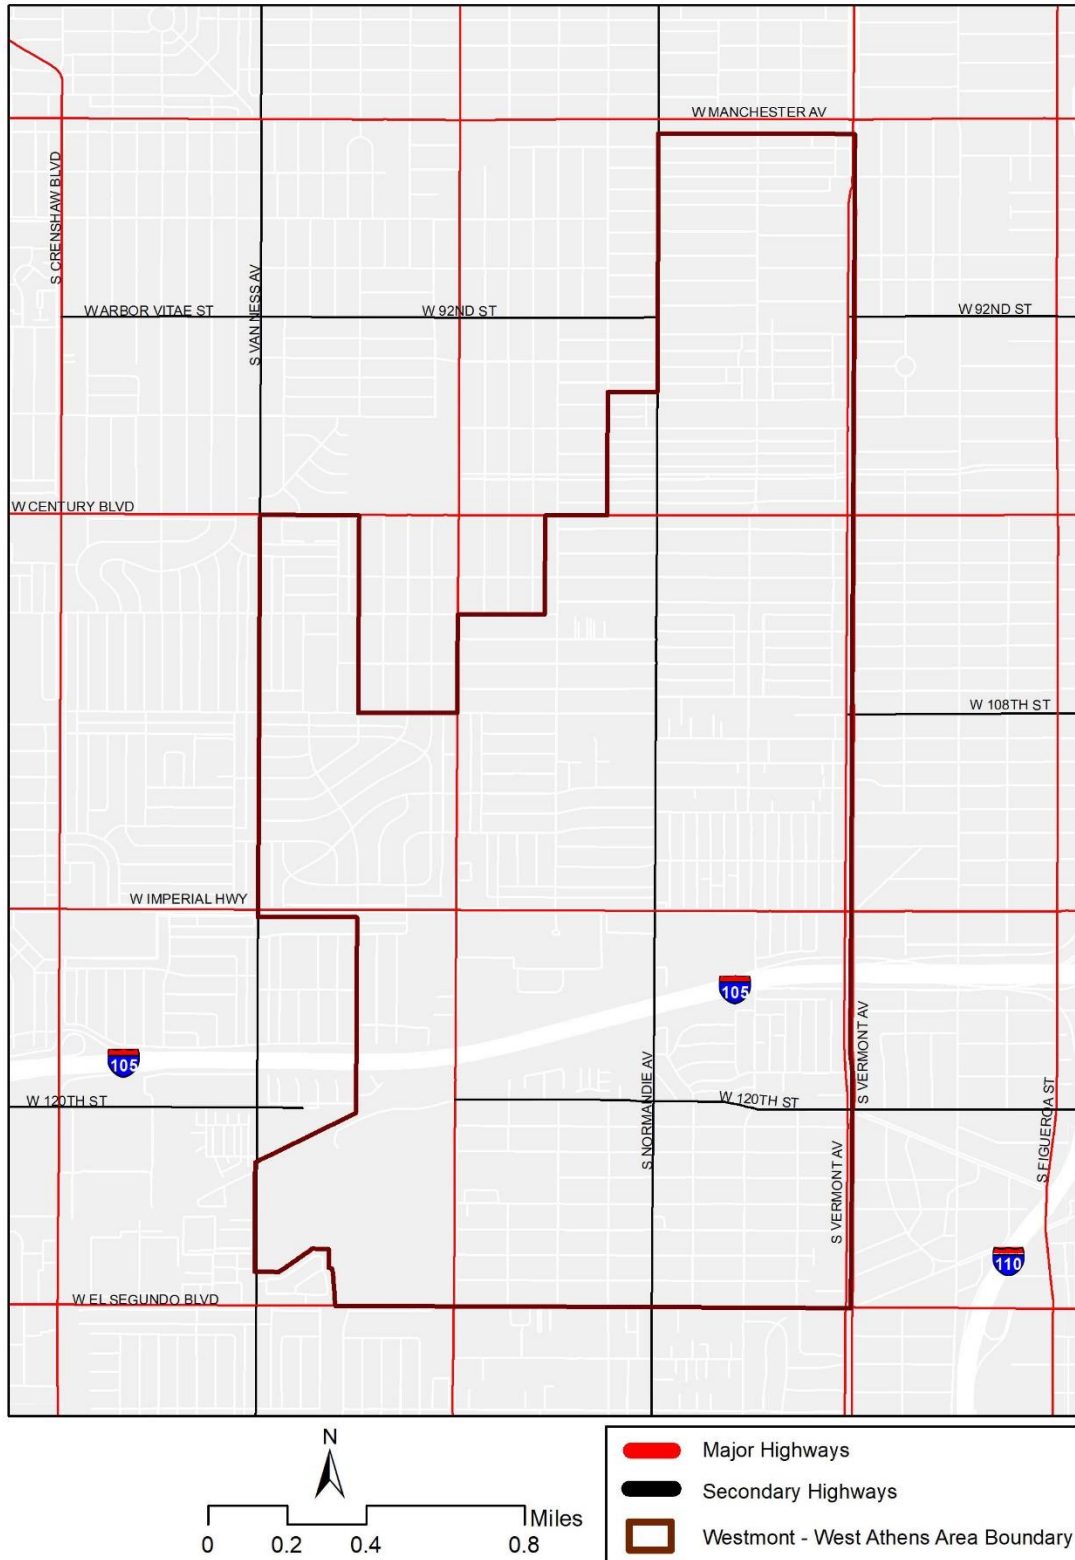 W MANCHESTER AV
S CRENSHAW BLVD
S VAN NESS AV
W ARBOR VITAE ST
W 92ND ST
W 92ND ST
W CENTURY BLVD
W 108TH ST
W IMPERIAL HWY
105
105
W 120TH ST
S NORMANDIE AV
W 120TH ST
S VERMONT AV
S VERMONT AV
S FIGUEROA ST
110
W EL SEGUNDO BLVD
N
Miles
0 0.2 0.4 0.8
Major Highways
Secondary Highways
Westmont - West Athens Area Boundary